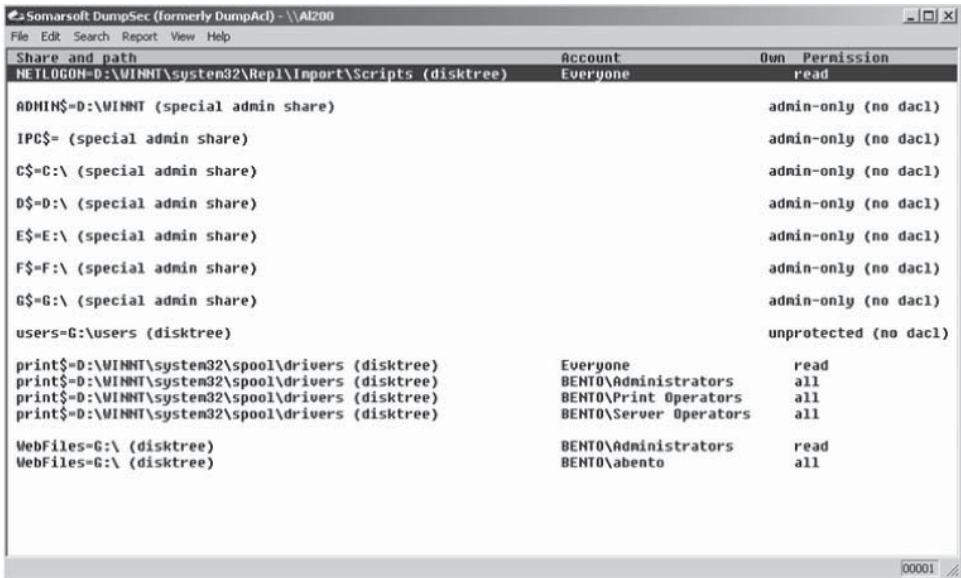 Somarsoft DumpSec (formerly DumpAcl) - \\Al200
File Edit Search Report View Help
Share and path Account Own Permission
NETLOGON=D:\WINNT\system32\Repl\Import\Scripts (disktree) Everyone read
ADMIN$=D:\WINNT (special admin share) admin-only (no dacl)
IPC$= (special admin share) admin-only (no dacl)
C$=C:\ (special admin share) admin-only (no dacl)
D$=D:\ (special admin share) admin-only (no dacl)
E$=E:\ (special admin share) admin-only (no dacl)
F$=F:\ (special admin share) admin-only (no dacl)
G$=G:\ (special admin share) admin-only (no dacl)
users=G:\users (disktree) unprotected (no dacl)
print$=D:\WINNT\system32\spool\drivers (disktree) Everyone read
print$=D:\WINNT\system32\spool\drivers (disktree) BENTO\Administrators all
print$=D:\WINNT\system32\spool\drivers (disktree) BENTO\Print Operators all
print$=D:\WINNT\system32\spool\drivers (disktree) BENTO\Server Operators all
WebFiles=G:\ (disktree) BENTO\Administrators read
WebFiles=G:\ (disktree) BENTO\abento all
00001